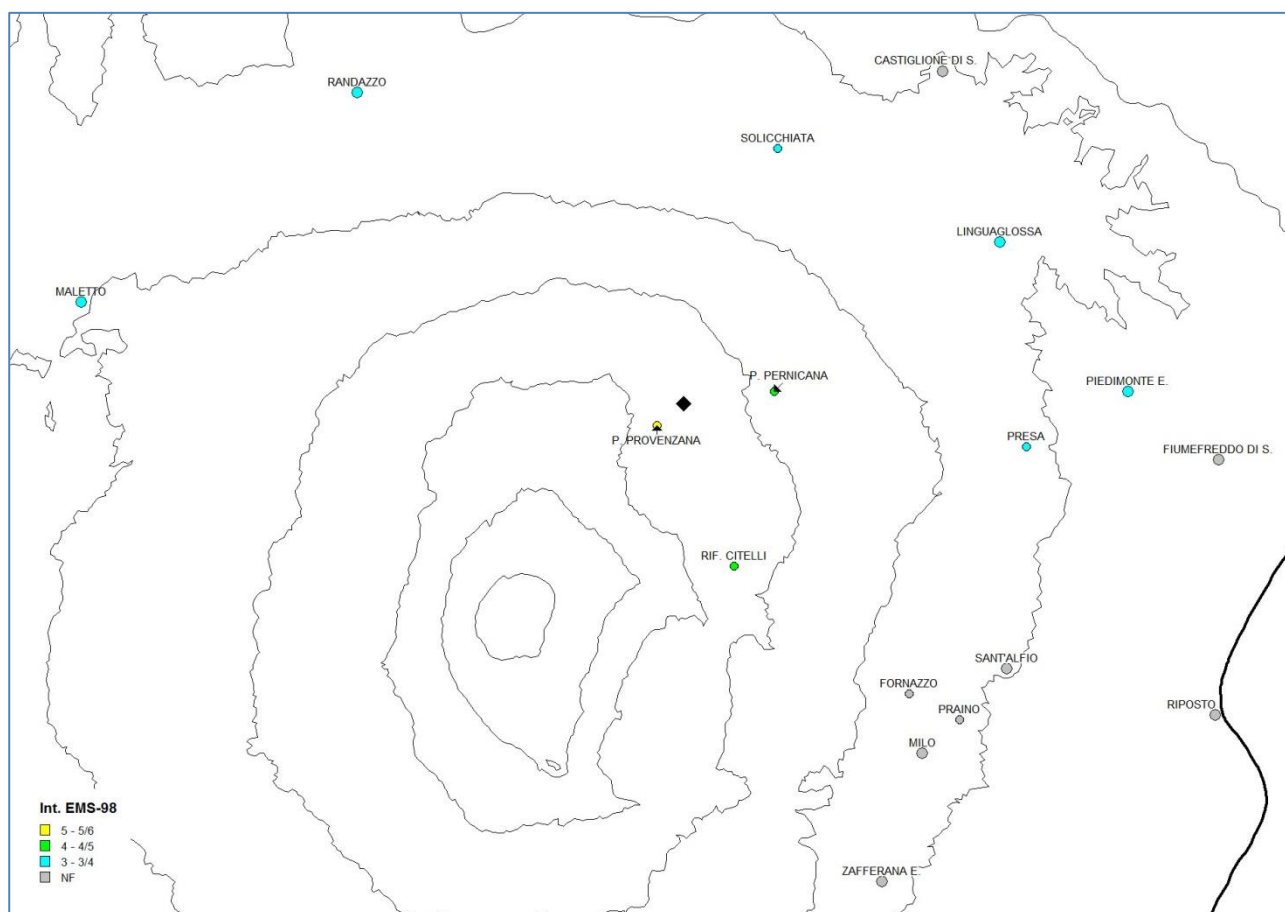 CASTIGLIONE DI S.
RANDAZZO
SOLICCHIATA
LINGUAGLOSSA
MALETTO
P. PERNICANA
PIEDIMONTE E.
P. PROVENZANA
PRESA
FIUMEFREDDO DI S.
RIF. CITELLI
SANT'ALFIO
FORNAZZO
RIPOSTO
PRAINO
MILO
ZAFFERANA E.
Int. EMS-98
5 - 5/6
4 - 4/5
3 - 3/4
NF